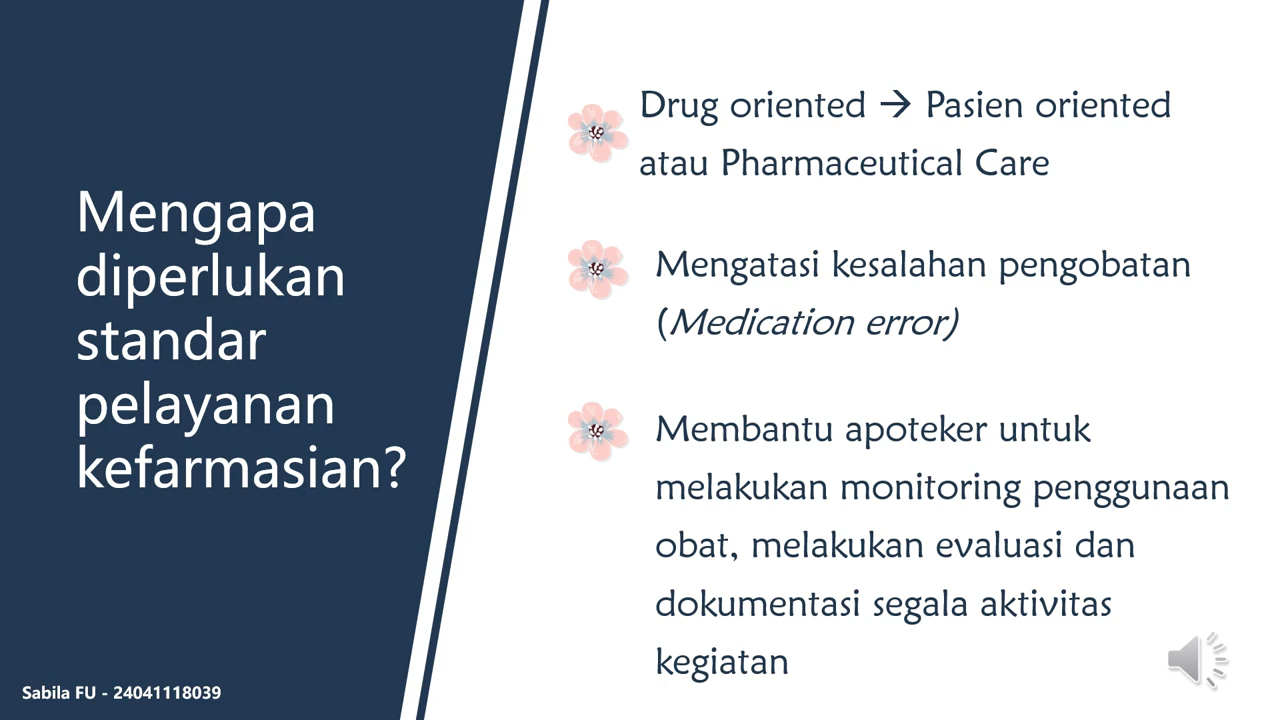 Mengapa
diperlukan
standar
pelayanan
kefarmasian?
Drug oriented → Pasien oriented
atau Pharmaceutical Care
Mengatasi kesalahan pengobatan
(Medication error)
Membantu apoteker untuk
melakukan monitoring penggunaan
obat, melakukan evaluasi dan
dokumentasi segala aktivitas
kegiatan
Sabila FU - 24041118039